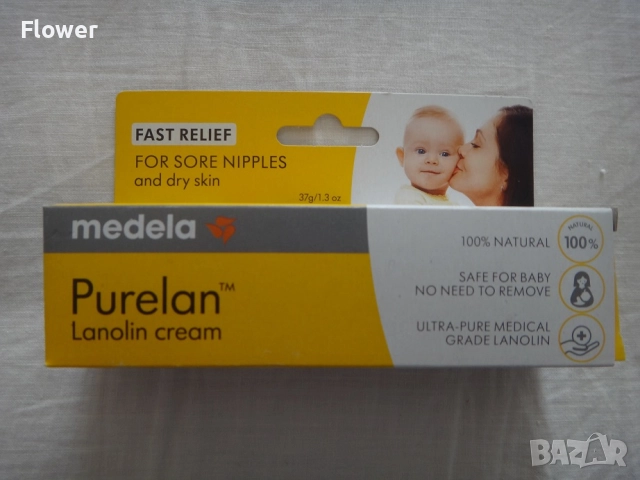 Flower
FAST RELIEF
FOR SORE NIPPLES
and dry skin
37g/1.3 oz
medela
Purelan™
Lanolin cream
100% NATURAL
NATURAL
100%
SAFE FOR BABY
NO NEED TO REMOVE
ULTRA-PURE MEDICAL
GRADE LANOLIN
BAZAR